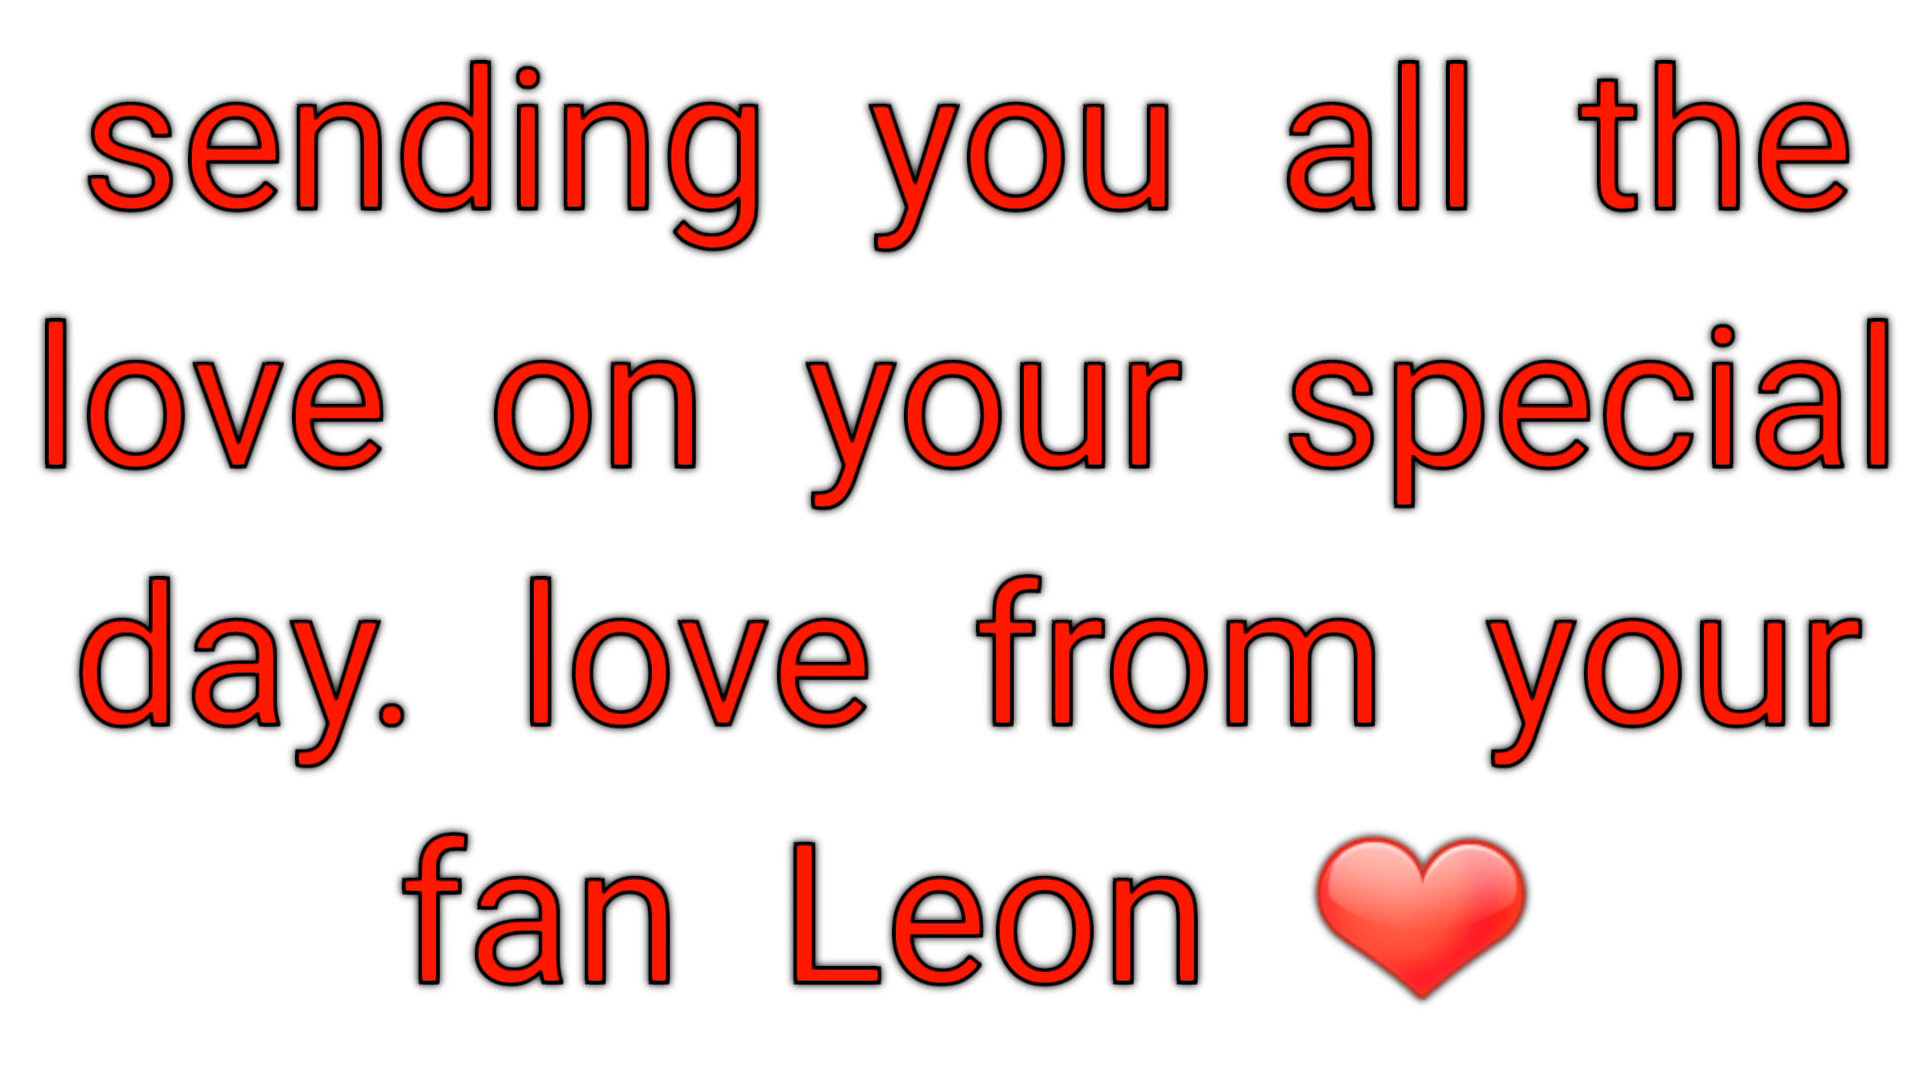 sending you all the
love on your special
day. love from your
fan Leon ❤️